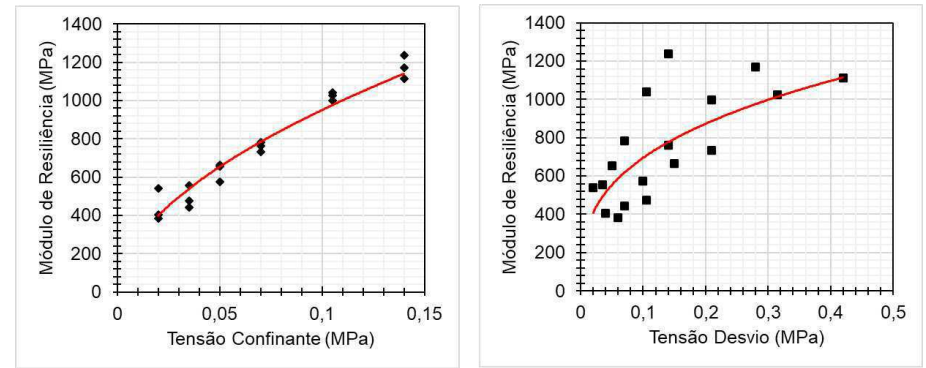 1400
1200
1000
800
600
400
200
0
0 0,05 0,1 0,15
Módulo de Resiliência (MPa)
Tensão Confinante (MPa)
1400
1200
1000
800
600
400
200
0
0 0,1 0,2 0,3 0,4 0,5
Módulo de Resiliência (MPa)
Tensão Desvio (MPa)